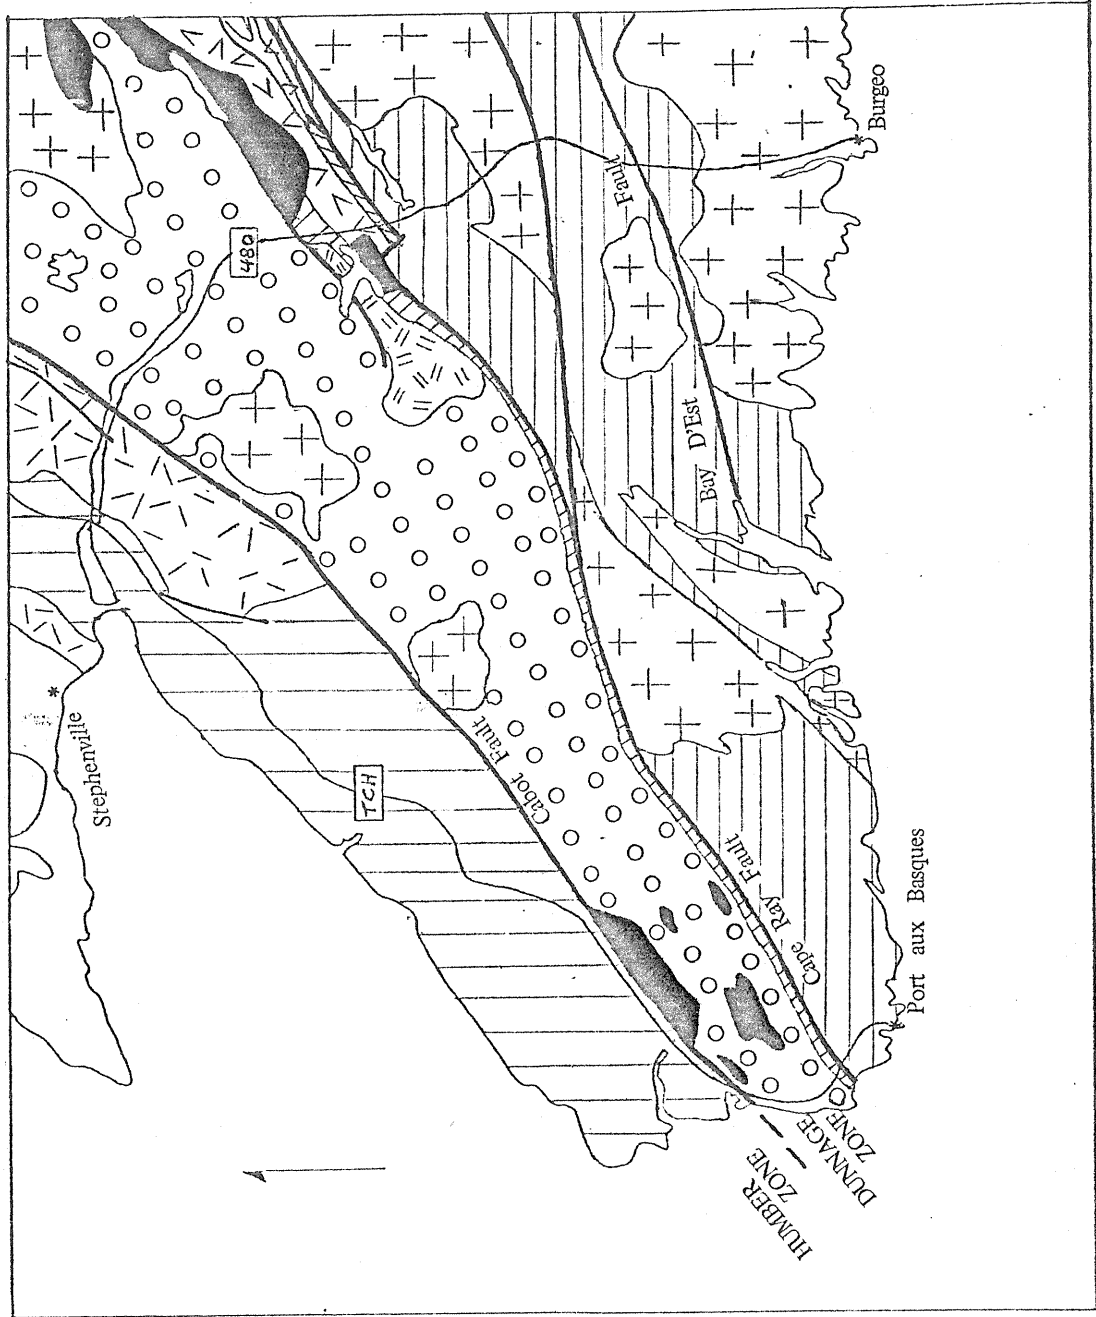 Burgeo
Fault
480
Bay D'Est
Stephenville
TCH
Cabot Fault
Cape Ray Fault
Port aux Basques
HUMBER
ZONE
DUNNAGE
ZONE